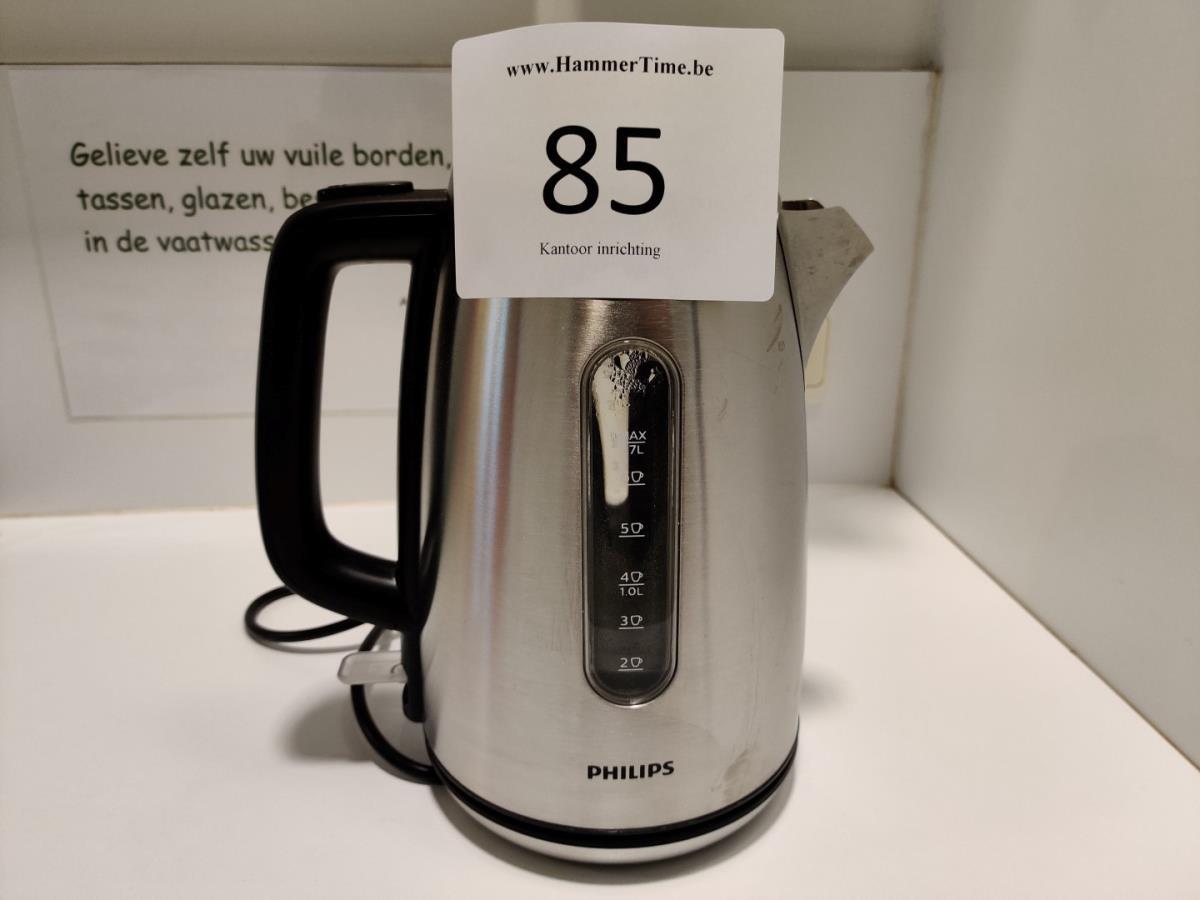 www.HammerTime.be
85
Kantoor inrichting
Gelieve zelf uw vuile borden,
tassen, glazen,
in de
MAX
7L
5
4
1.0L
3
2
PHILIPS